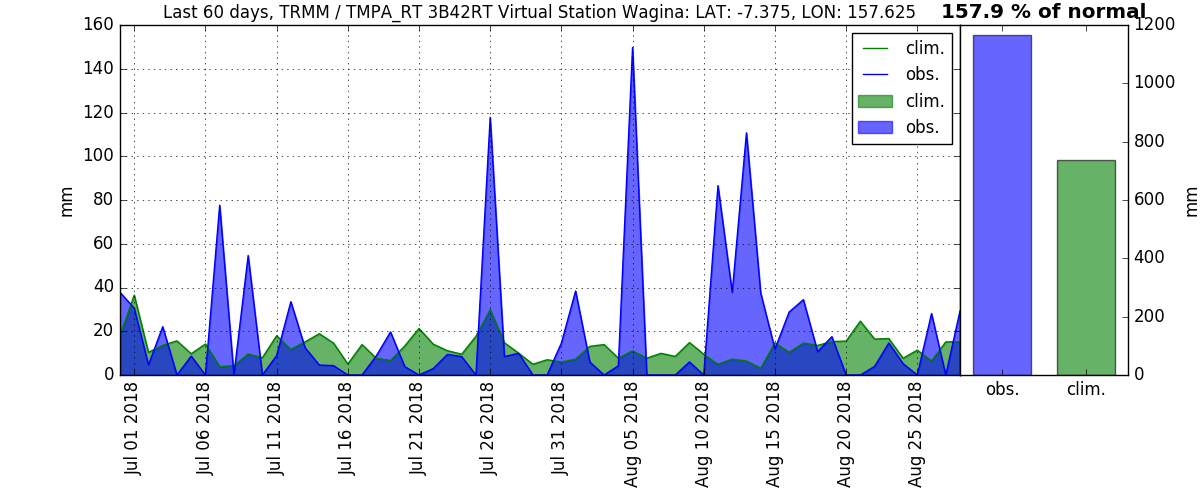 Last 60 days, TRMM / TMPA_RT 3B42RT Virtual Station Wagina: LAT: -7.375, LON: 157.625
157.9 % of normal
160
140
120
100
80
60
40
20
0
mm
clim.
obs.
clim.
obs.
Jul 01 2018
Jul 06 2018
Jul 11 2018
Jul 16 2018
Jul 21 2018
Jul 26 2018
Jul 31 2018
Aug 05 2018
Aug 10 2018
Aug 15 2018
Aug 20 2018
Aug 25 2018
1200
1000
800
600
400
200
0
mm
obs.
clim.